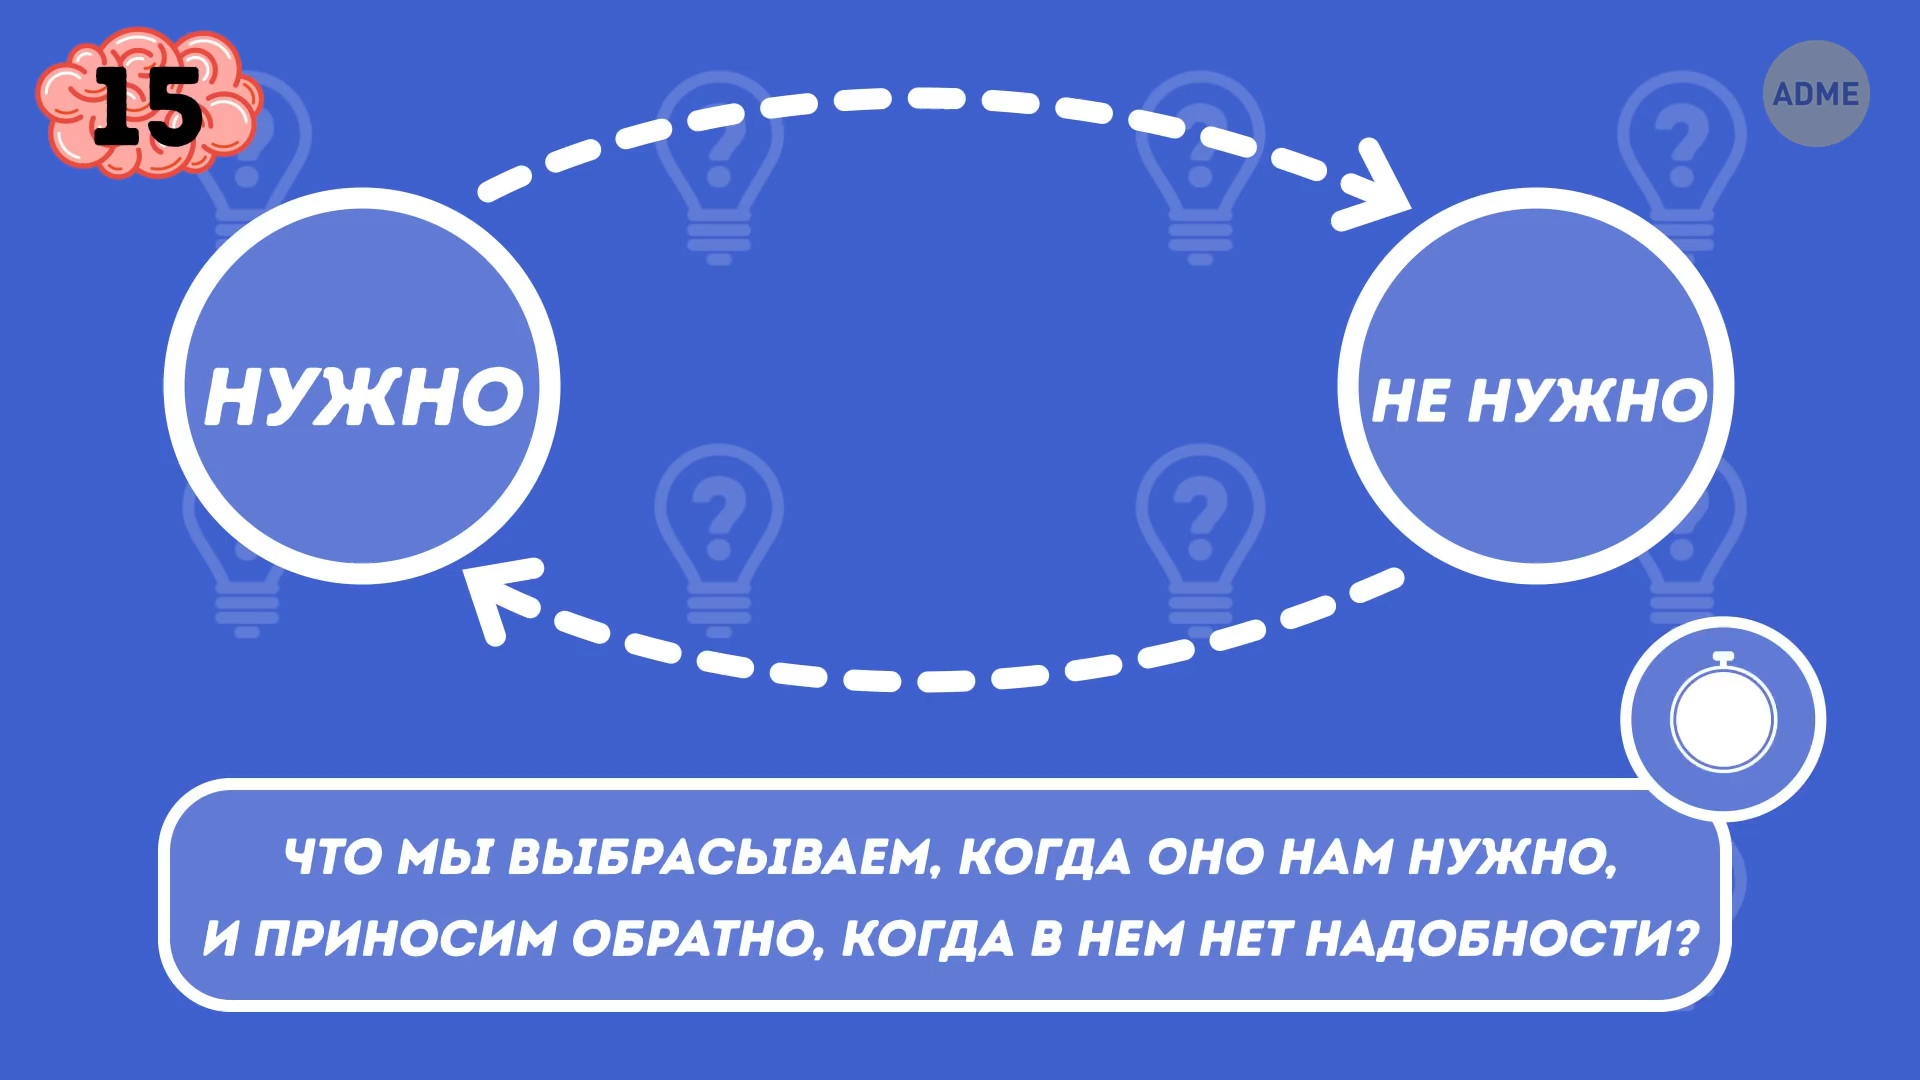 15
ADME
НУЖНО
НЕ НУЖНО
ЧТО МЫ ВЫБРАСЫВАЕМ, КОГДА ОНО НАМ НУЖНО,
И ПРИНОСИМ ОБРАТНО, КОГДА В НЕМ НЕТ НАДОБНОСТИ?